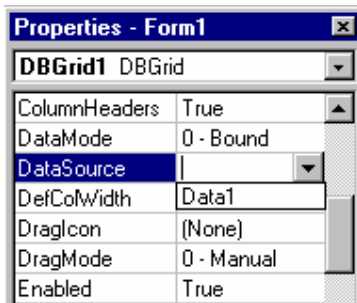 Properties - Form1
DBGrid1 DBGrid
ColumnHeaders True
DataMode 0 - Bound
DataSource
DefColWidth Data1
DragIcon (None)
DragMode 0 - Manual
Enabled True